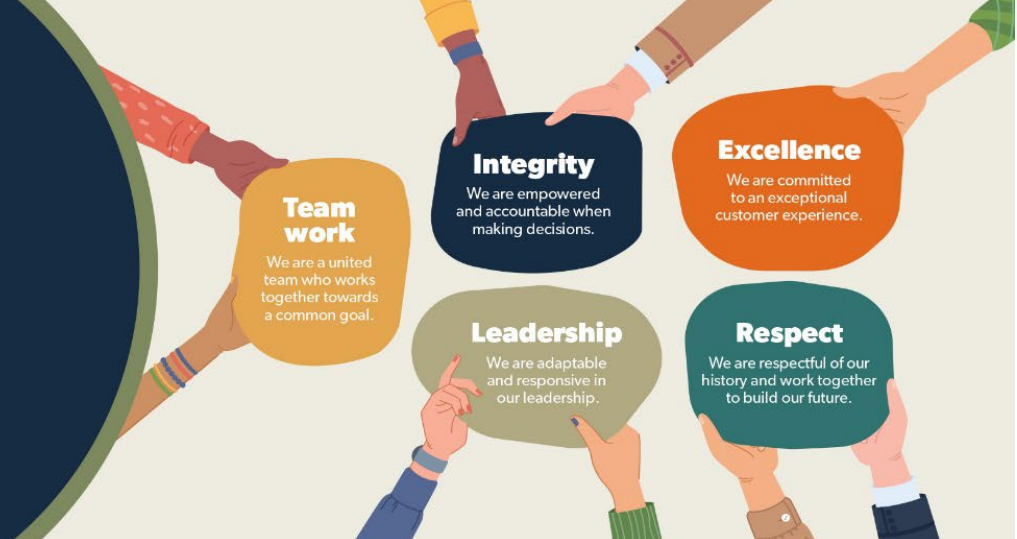 Team
work
We are a united
team who works
together towards
a common goal.
Integrity
We are empowered
and accountable when
making decisions.
Excellence
We are committed
to an exceptional
customer experience.
Leadership
We are adaptable
and responsive in
our leadership.
Respect
We are respectful of our
history and work together
to build our future.